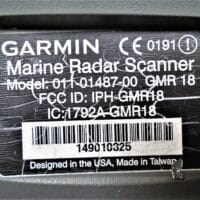 GARMIN CE 0191 !
Marine Radar Scanner
Model: 011-01487-00 GMR 18
FCC ID: IPH-GMR18
IC:1792A-GMR18
149010325
Designed in the USA, Made in Taiwan